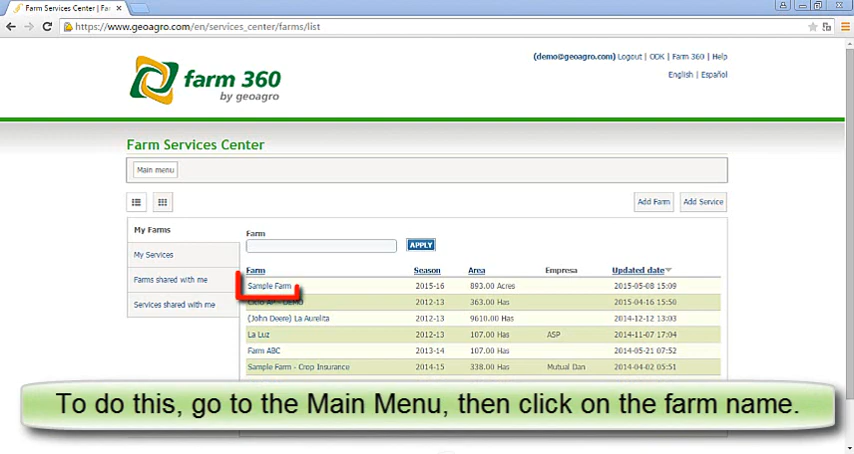 Farm Services Center | Far
https://www.geoagro.com/en/services_center/farms/list
(demo@geoagro.com) Logout | ODK | Farm 360 | Help
English | Español
farm 360
by geoagro
Farm Services Center
Main menu
Add Farm Add Service
My Farms
My Services
Farms shared with me
Services shared with me
Farm
APPLY
Farm Season Area Empresa Updated date
Sample Farm 2015-16 893.00 Acres 2015-05-08 15:09
DEMO 2012-13 363.00 Has 2015-04-16 15:50
(John Deere) La Aurelita 2012-13 9610.00 Has 2014-12-12 13:03
La Luz 2012-13 107.00 Has ASP 2014-11-07 17:04
Farm ABC 2013-14 107.00 Has 2014-05-21 07:52
Sample Farm - Crop Insurance 2014-15 338.00 Has Mutual Dan 2014-04-02 05:51
To do this, go to the Main Menu, then click on the farm name.